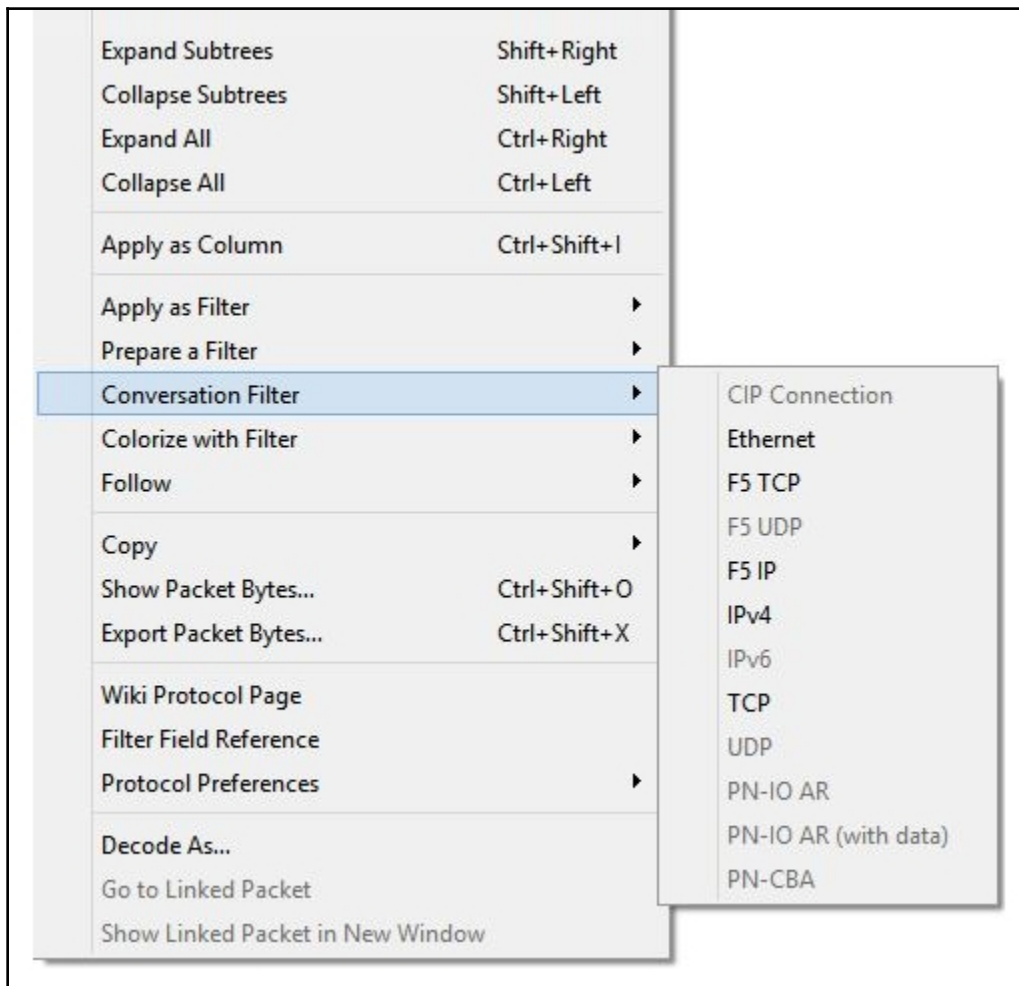 Expand Subtrees Shift+Right
Collapse Subtrees Shift+Left
Expand All Ctrl+Right
Collapse All Ctrl+Left
Apply as Column Ctrl+Shift+I
Apply as Filter
Prepare a Filter
Conversation Filter
Colorize with Filter
Follow
Copy
Show Packet Bytes... Ctrl+Shift+O
Export Packet Bytes... Ctrl+Shift+X
Wiki Protocol Page
Filter Field Reference
Protocol Preferences
Decode As...
Go to Linked Packet
Show Linked Packet in New Window
CIP Connection
Ethernet
F5 TCP
F5 UDP
F5 IP
IPv4
IPv6
TCP
UDP
PN-IO AR
PN-IO AR (with data)
PN-CBA